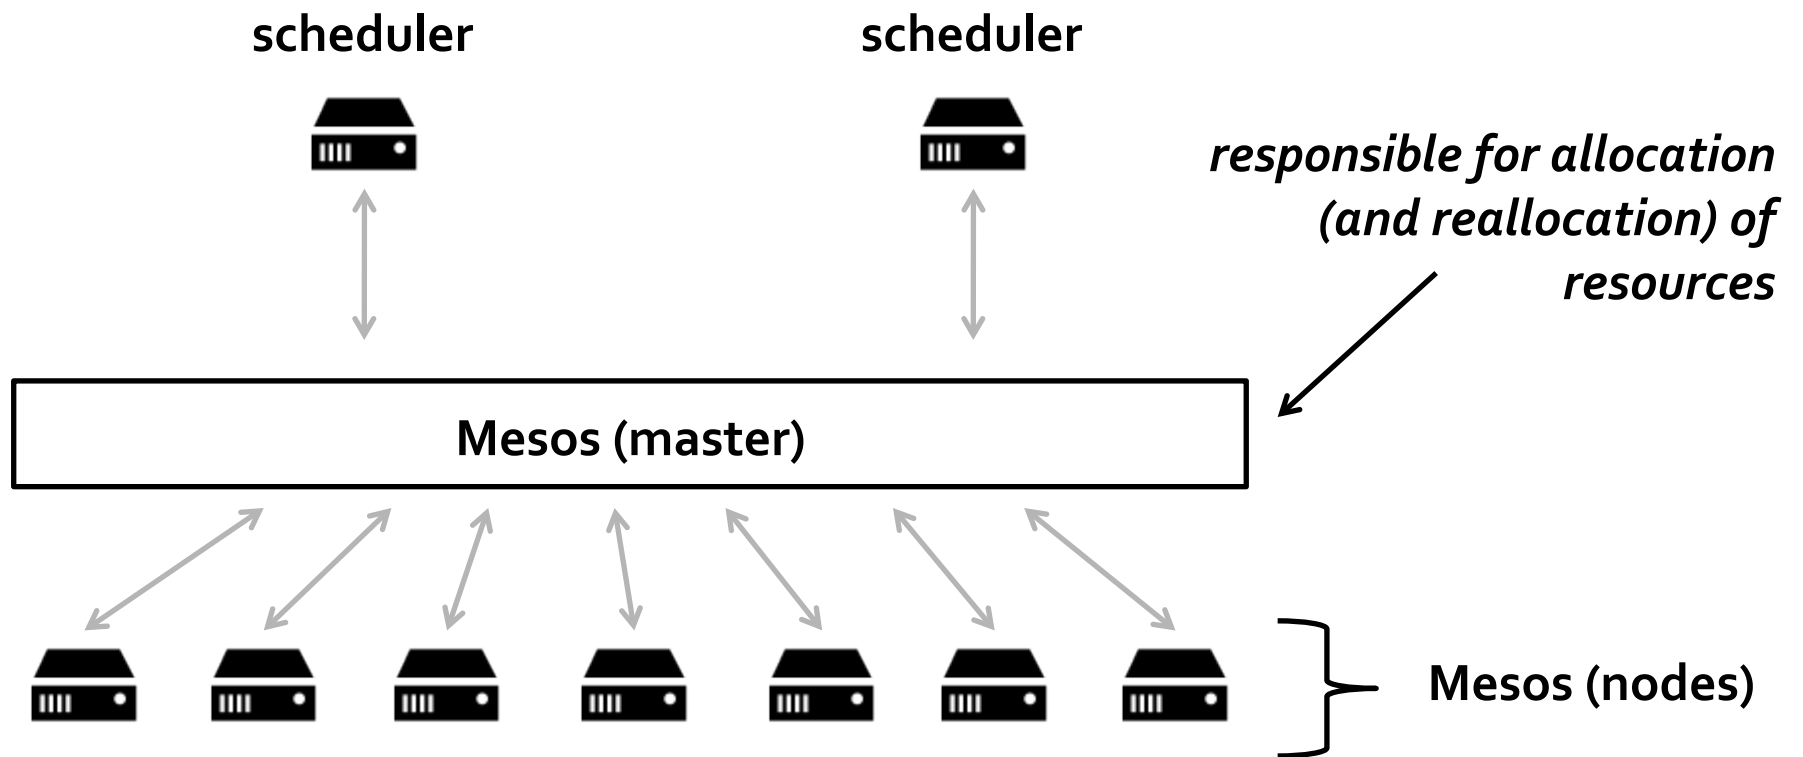 scheduler
scheduler
responsible for allocation
(and reallocation) of
resources
Mesos (master)
Mesos (nodes)